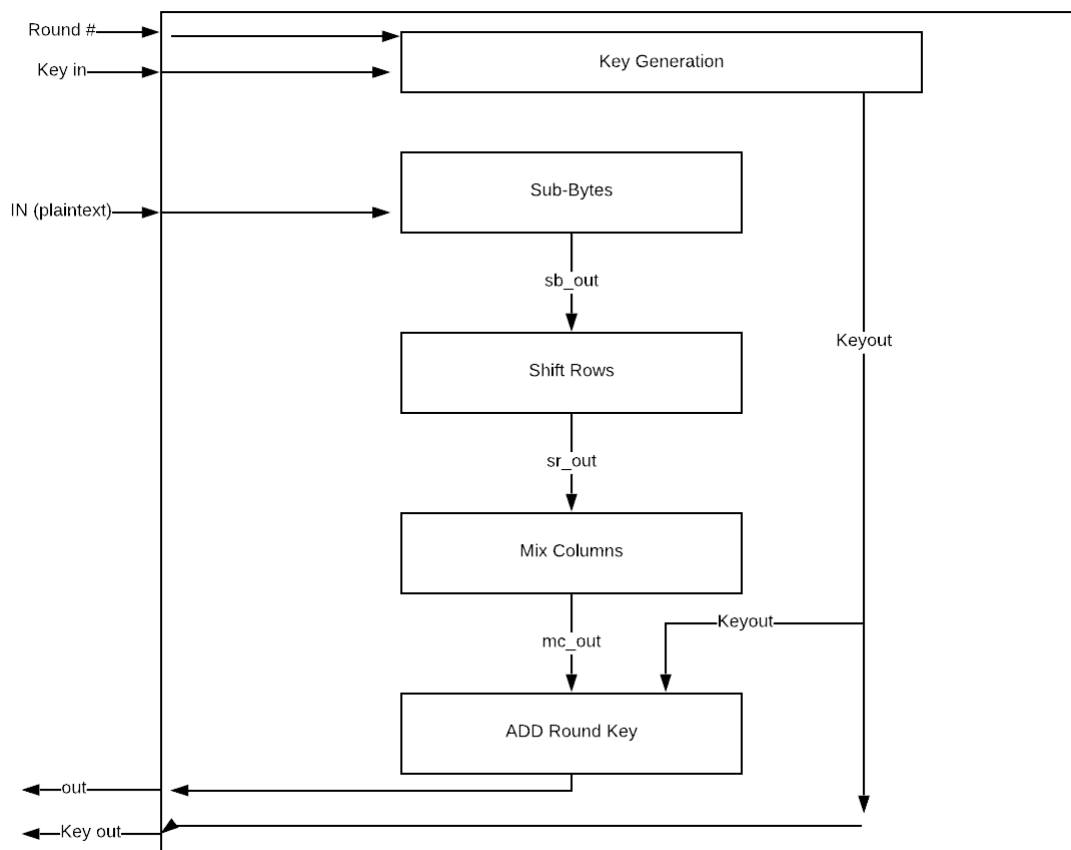 Round #
Key in
Key Generation
IN (plaintext)
Sub-Bytes
sb_out
Keyout
Shift Rows
sr_out
Mix Columns
Keyout
mc_out
ADD Round Key
out
Key out